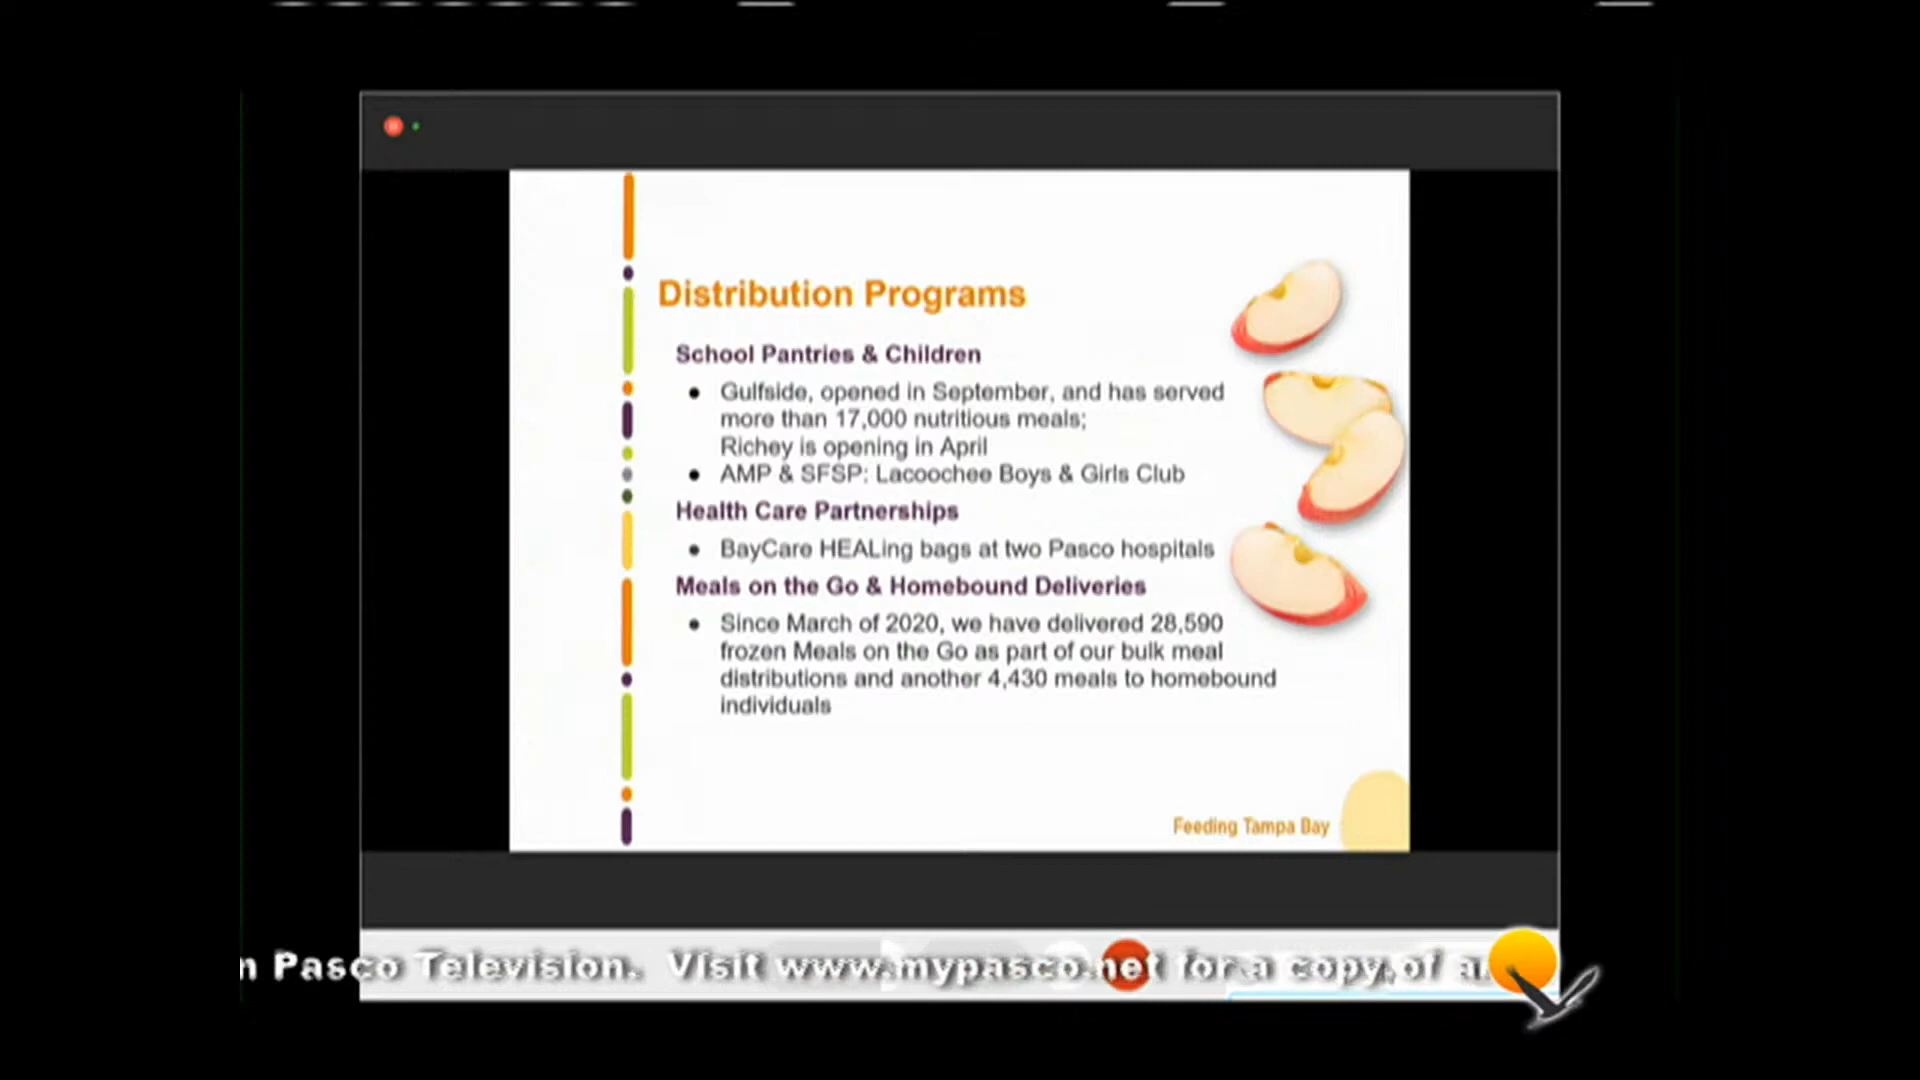 Distribution Programs
School Pantries & Children
● Gulfside, opened in September, and has served
more than 17,000 nutritious meals;
Richey is opening in April
● AMP & SFSP: Lacoochee Boys & Girls Club
Health Care Partnerships
● BayCare HEALing bags at two Pasco hospitals
Meals on the Go & Homebound Deliveries
● Since March of 2020, we have delivered 28,590
frozen Meals on the Go as part of our bulk meal
distributions and another 4,430 meals to homebound
individuals
Feeding Tampa Bay
Pasco Television. Visit www.mypasco.net for a copy of